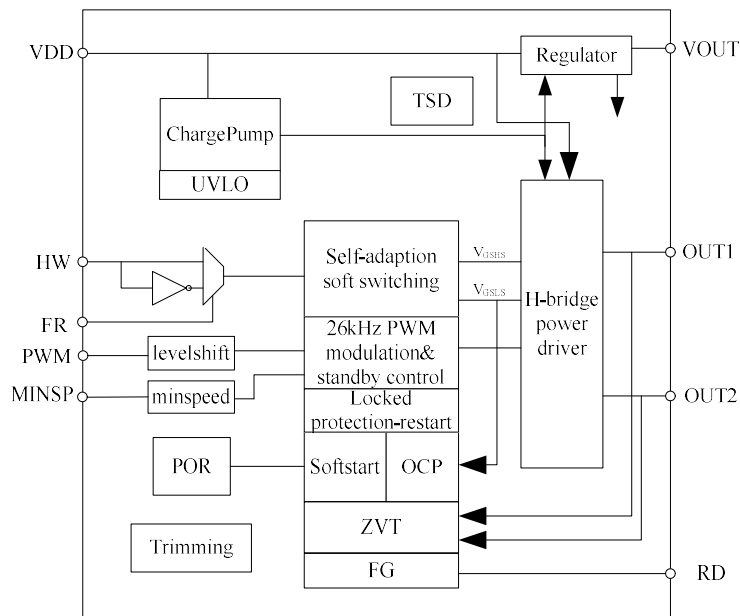 VDD
Regulator
VOUT
TSD
ChargePump
UVLO
HW
FR
PWM
MINSP
levelshift
minspeed
Self-adaption
soft switching
VGSHS
VGSLS
26kHz PWM
modulation&
standby control
Locked
protection-restart
H-bridge
power
driver
OUT1
OUT2
POR
Softstart
OCP
ZVT
Trimming
FG
RD